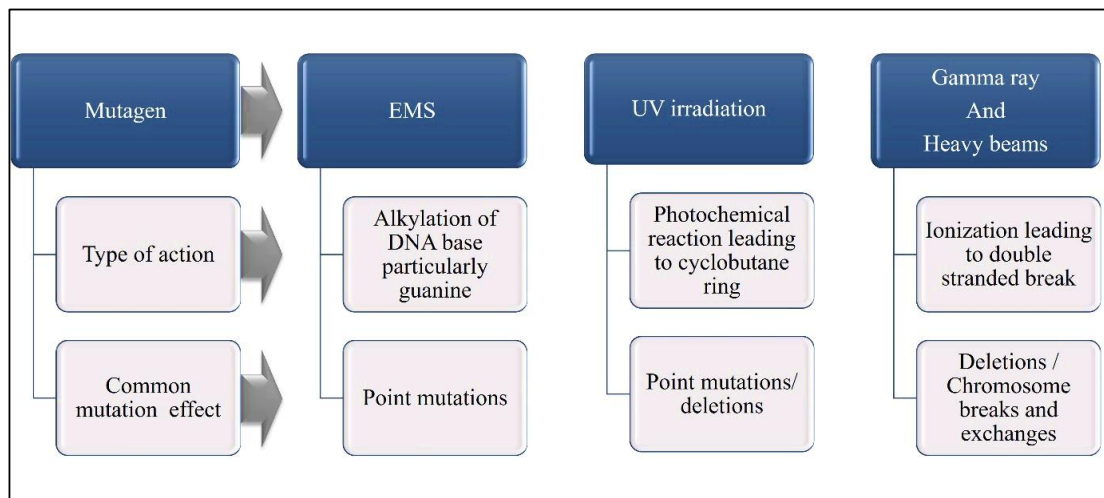 Mutagen
EMS
UV irradiation
Gamma ray
And
Heavy beams
Type of action
Alkylation of
DNA base
particularly
guanine
Photochemical
reaction leading
to cyclobutane
ring
Ionization leading
to double
stranded break
Common
mutation effect
Point mutations
Point mutations/
deletions
Deletions /
Chromosome
breaks and
exchanges